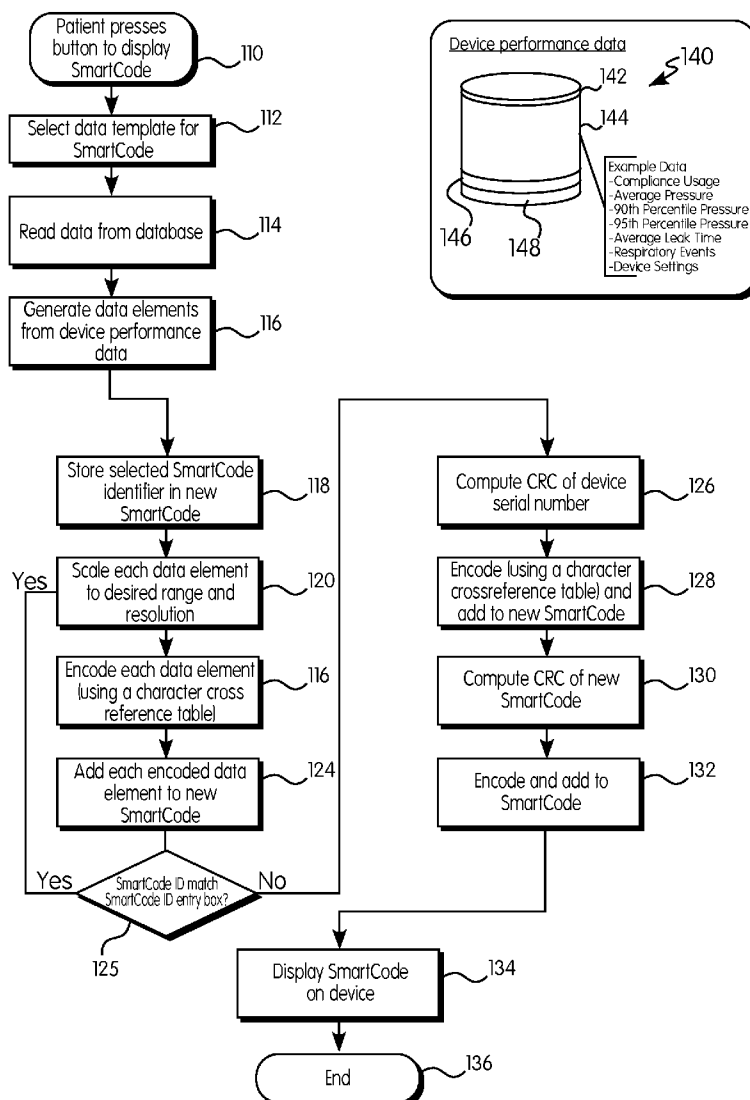 Patient presses
button to display
SmartCode
110
Select data template for
SmartCode
112
Read data from database
114
Generate data elements
from device performance
data
116
Device performance data
140
142
144
146
148
Example Data
-Compliance Usage
-Average Pressure
-90th Percentile Pressure
-95th Percentile Pressure
-Average Leak Time
-Respiratory Events
-Device Settings
Store selected SmartCode
identifier in new
SmartCode
118
Yes
Scale each data element
to desired range and
resolution
120
Encode each data element
(using a character cross
reference table)
116
Add each encoded data
element to new
SmartCode
124
Yes
SmartCode ID match
SmartCode ID entry box?
No
125
Compute CRC of device
serial number
126
Encode (using a character
crossreference table) and
add to new SmartCode
128
Compute CRC of new
SmartCode
130
Encode and add to
SmartCode
132
Display SmartCode
on device
134
End
136